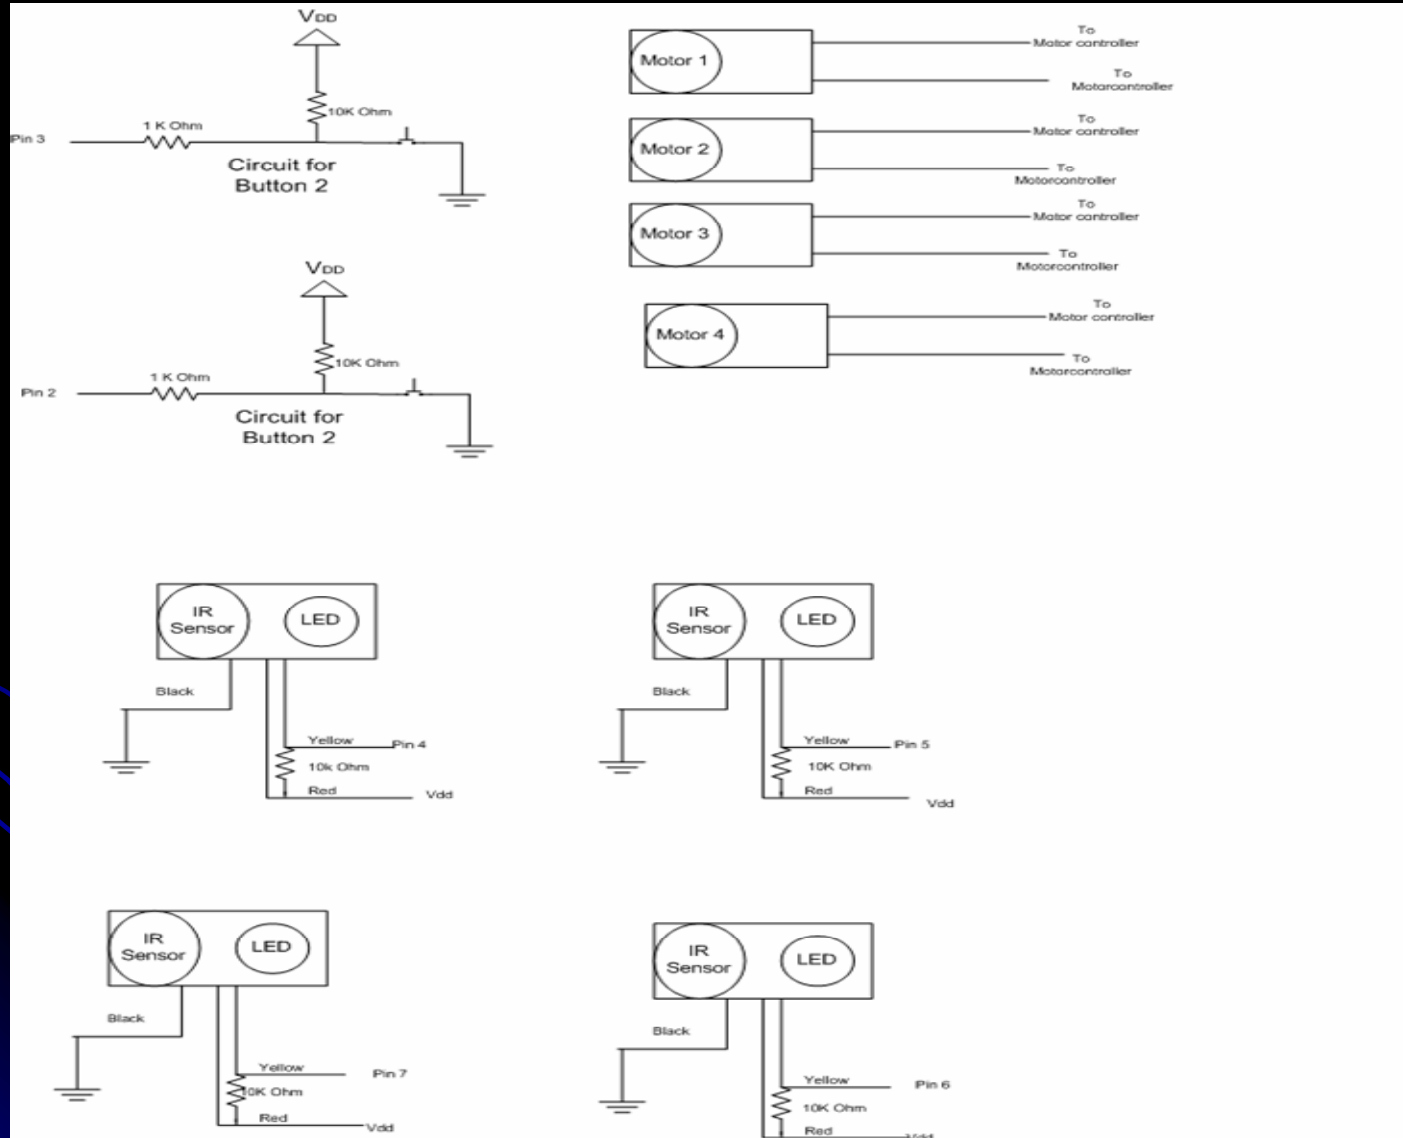 VDD
10K Ohm
1 K Ohm
Pin 3
Circuit for
Button 2
VDD
10K Ohm
1 K Ohm
Pin 2
Circuit for
Button 2
Motor 1
To
Motor controller
To
Motorcontroller
Motor 2
To
Motor controller
To
Motorcontroller
Motor 3
To
Motor controller
To
Motorcontroller
Motor 4
To
Motor controller
To
Motorcontroller
IR
Sensor
LED
Black
Yellow
Pin 4
10k Ohm
Red
Vdd
IR
Sensor
LED
Black
Yellow
Pin 5
10K Ohm
Red
Vdd
IR
Sensor
LED
Black
Yellow
Pin 7
10K Ohm
Red
Vdd
IR
Sensor
LED
Black
Yellow
Pin 6
10K Ohm
Red
Vdd